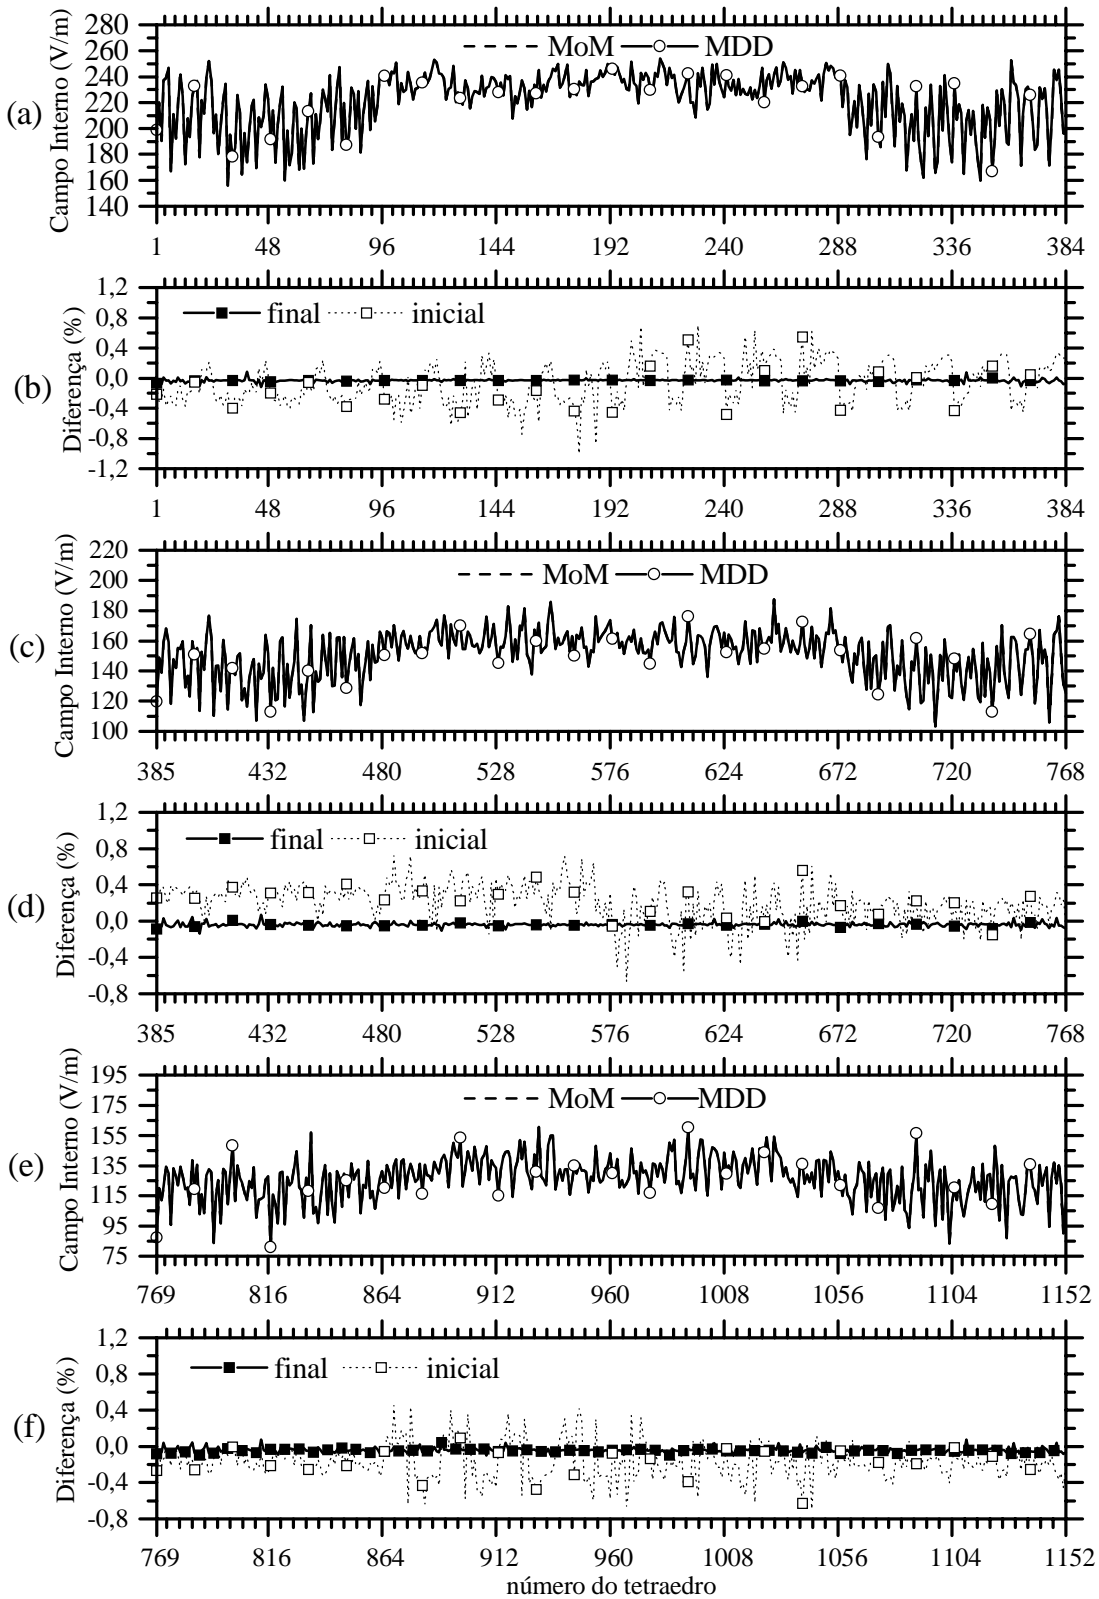 280
260
240
220
200
180
160
140
Campo Interno (V/m)
(a)
MoM MDD
1 48 96 144 192 240 288 336 384
1,2
0,8
0,4
0,0
-0,4
-0,8
-1,2
Diferença (%)
(b)
final inicial
1 48 96 144 192 240 288 336 384
220
200
180
160
140
120
100
Campo Interno (V/m)
(c)
MoM MDD
385 432 480 528 576 624 672 720 768
1,2
0,8
0,4
0,0
-0,4
-0,8
Diferença (%)
(d)
final inicial
385 432 480 528 576 624 672 720 768
195
175
155
135
115
95
75
Campo Interno (V/m)
(e)
MoM MDD
769 816 864 912 960 1008 1056 1104 1152
1,2
0,8
0,4
0,0
-0,4
-0,8
Diferença (%)
(f)
final inicial
769 816 864 912 960 1008 1056 1104 1152
número do tetraedro